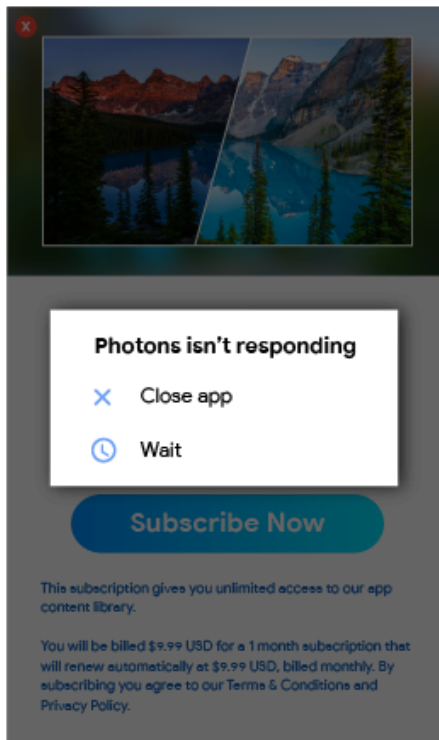 X
Photons isn't responding
Close app
Wait
Subscribe Now
This subscription gives you unlimited access to our app
content library.
You will be billed $9.99 USD for a 1 month subscription that
will renew automatically at $9.99 USD, billed monthly. By
subscribing you agree to our Terms & Conditions and
Privacy Policy.